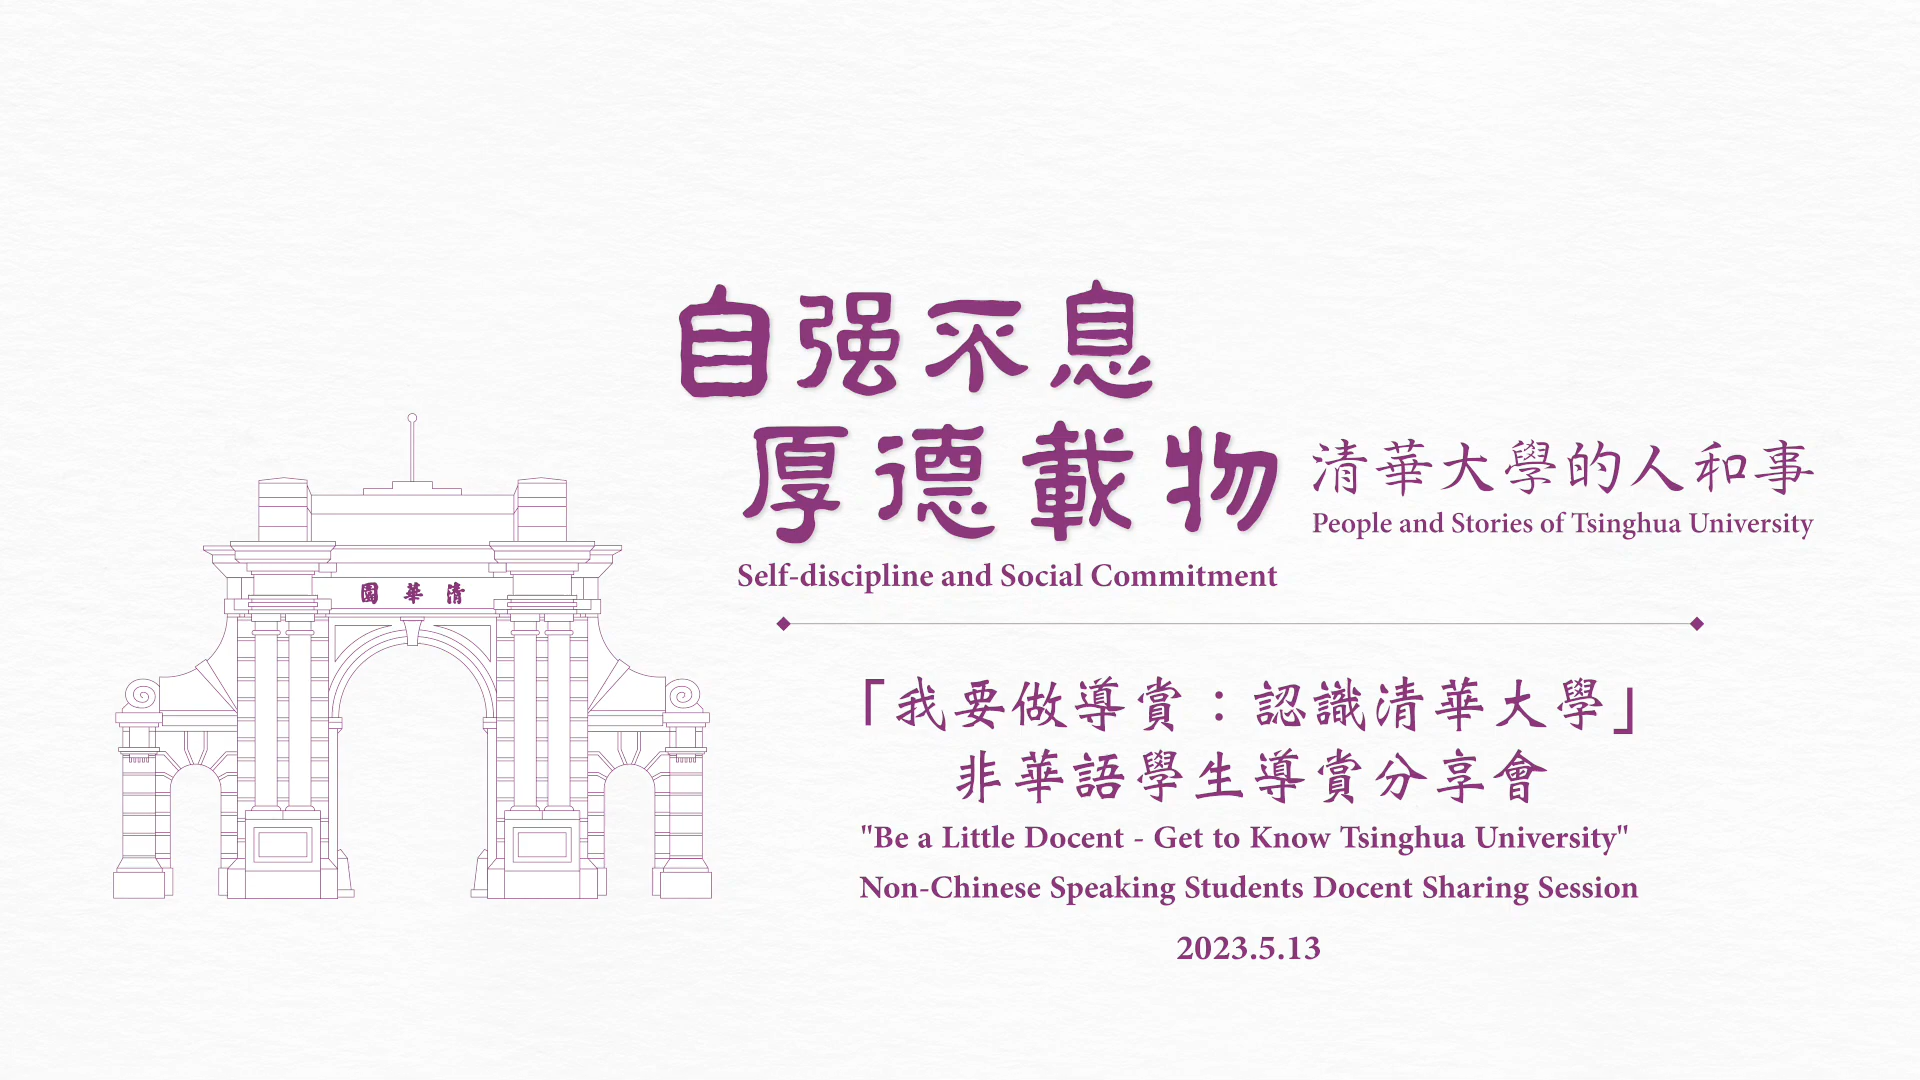 自强不息
厚德載物
清華大學的人和事
People and Stories of Tsinghua University
Self-discipline and Social Commitment
園華清
「我要做導賞：認識清華大學」
非華語學生導賞分享會
"Be a Little Docent - Get to Know Tsinghua University"
Non-Chinese Speaking Students Docent Sharing Session
2023.5.13